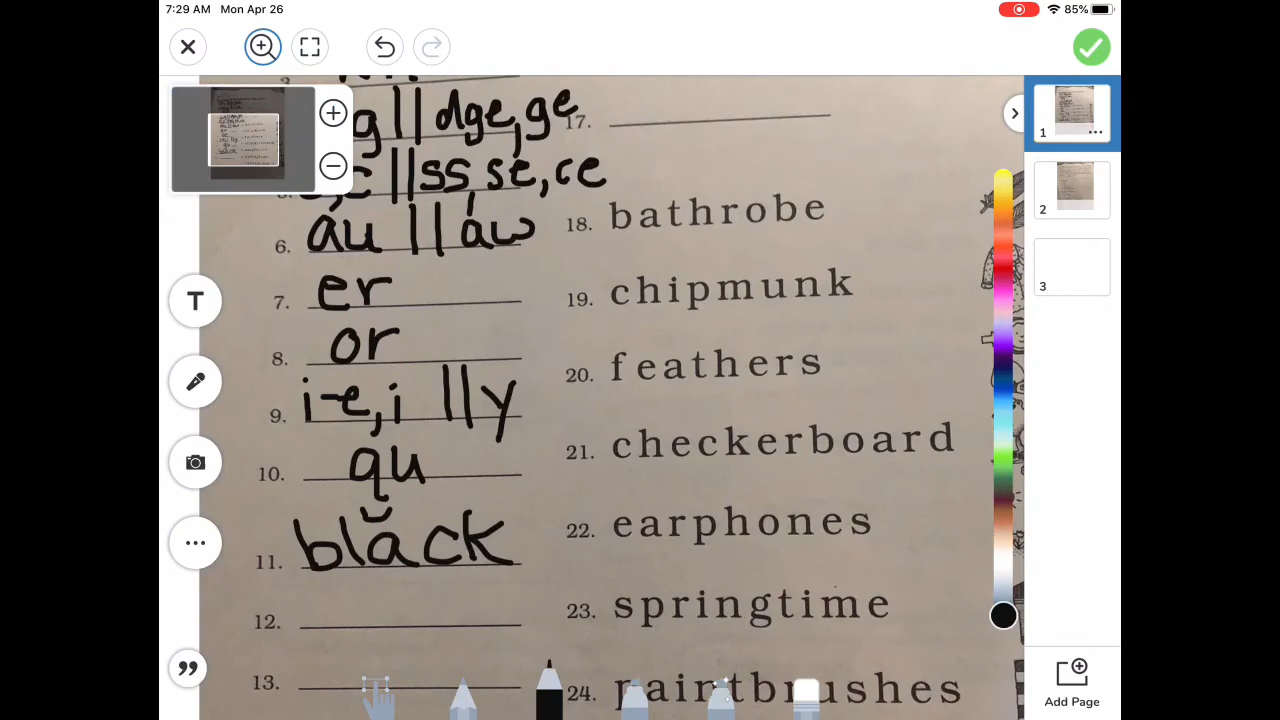 7:29 AM Mon Apr 26
85%
g || dge, ge
17.
c || ss, se, ce
18. bathrobe
6. au || aw
7. er
19. chipmunk
8. or
20. feathers
9. i-e, i || y
21. checkerboard
10. qu
22. earphones
11. blăck
23. springtime
12.
13.
24. paintbrushes
T
1
2
3
Add Page